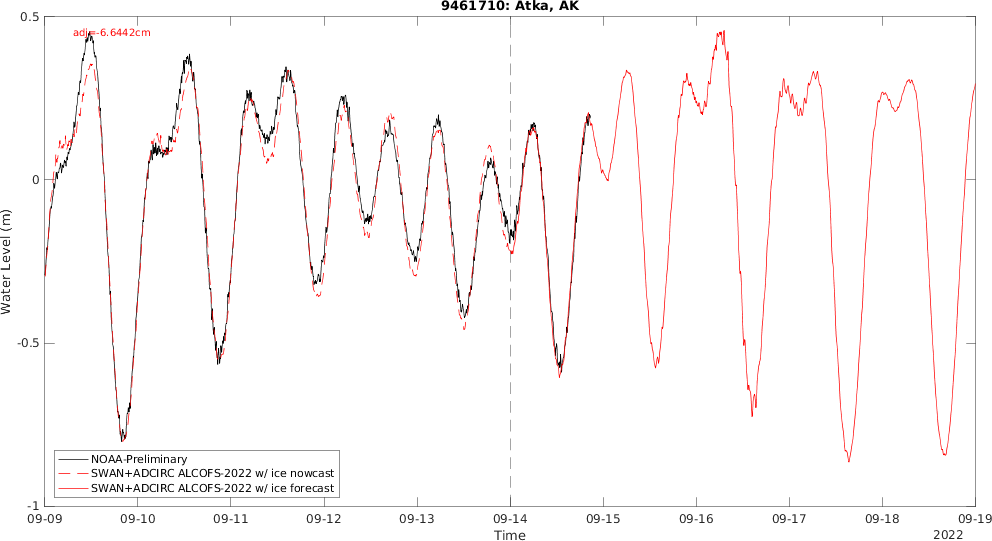 9461710: Atka, AK
adj=-6.6442cm
0.5
0
-0.5
-1
Water Level (m)
NOAA-Preliminary
SWAN+ADCIRC ALCOFS-2022 w/ ice nowcast
SWAN+ADCIRC ALCOFS-2022 w/ ice forecast
09-09 09-10 09-11 09-12 09-13 09-14 09-15 09-16 09-17 09-18 09-19
Time
2022